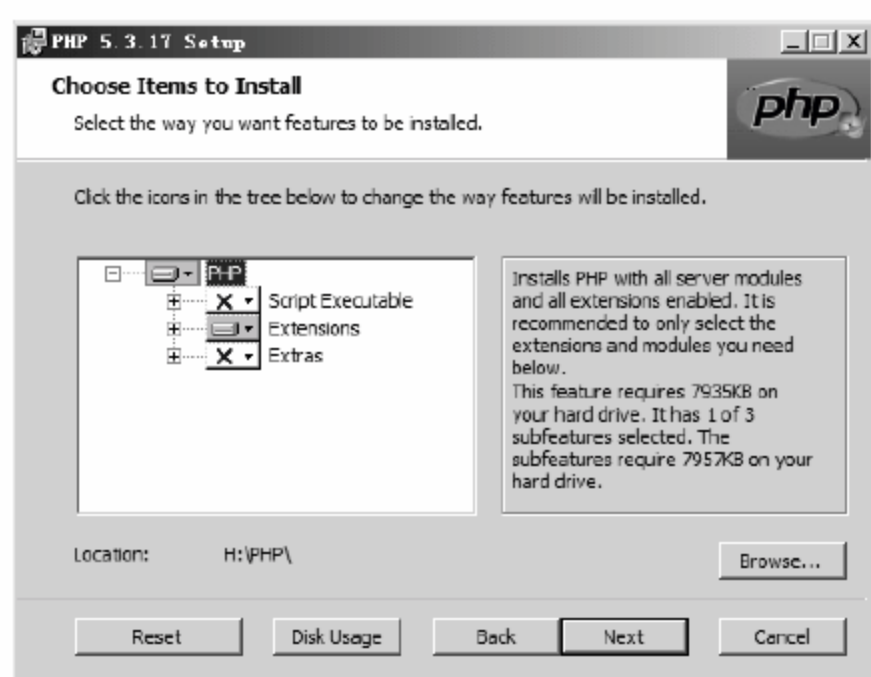 PHP 5.3.17 Setup
Choose Items to Install
Select the way you want features to be installed.
php
Click the icons in the tree below to change the way features will be installed.
PHP
Script Executable
Extensions
Extras
Installs PHP with all server modules
and all extensions enabled. It is
recommended to only select the
extensions and modules you need
below.
This feature requires 7935KB on
your hard drive. It has 1 of 3
subfeatures selected. The
subfeatures require 7957KB on your
hard drive.
Location: H:\PHP\
Browse...
Reset Disk Usage Back Next Cancel